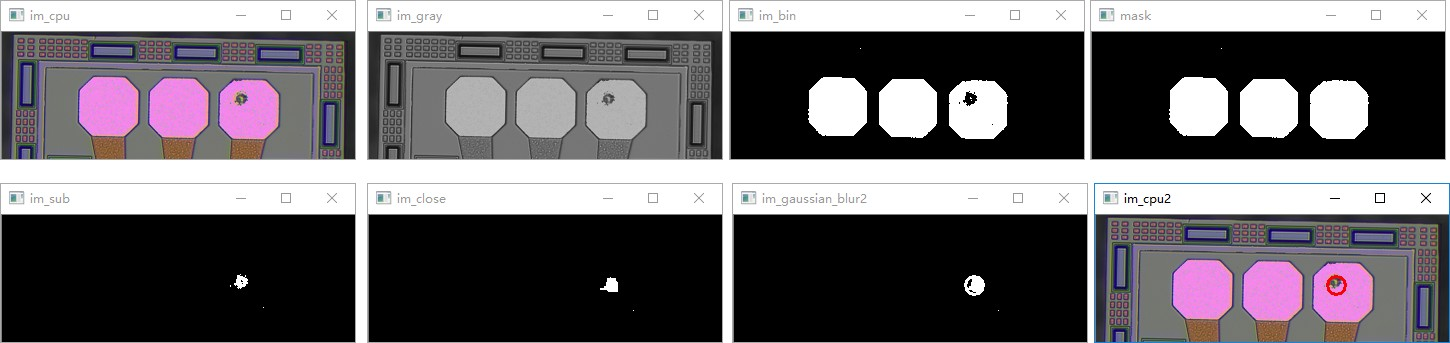 im_cpu
im_gray
im_bin
mask
im_sub
im_close
im_gaussian_blur2
im_cpu2